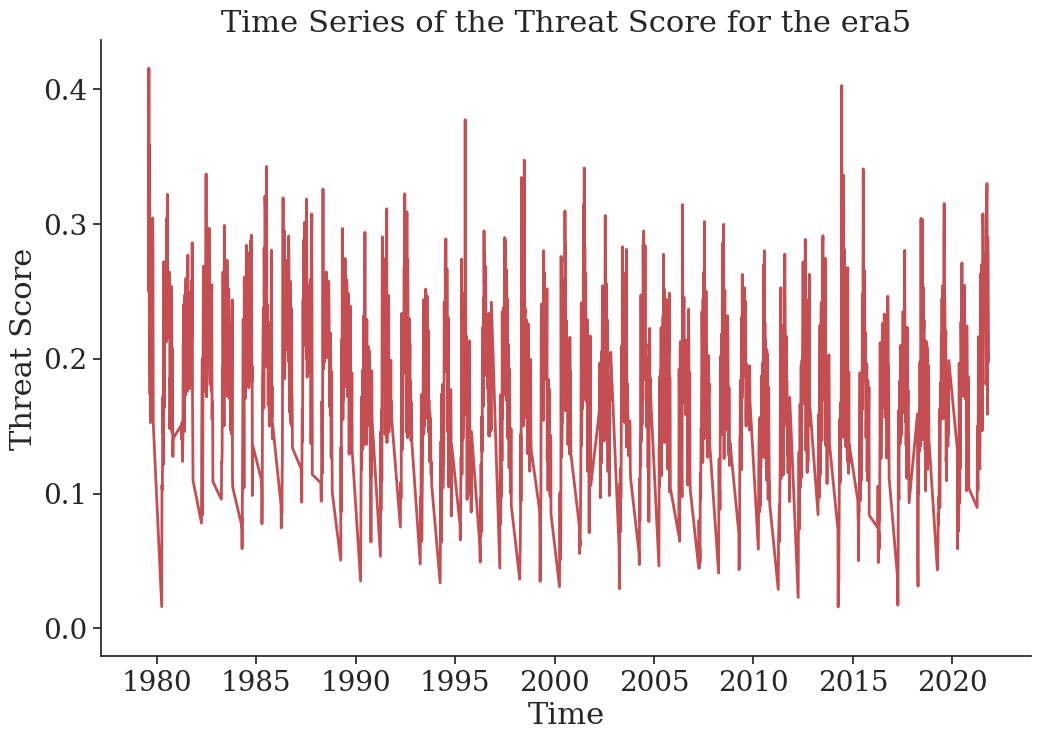 Time Series of the Threat Score for the era5
Threat Score
0.4
0.3
0.2
0.1
0.0
1980 1985 1990 1995 2000 2005 2010 2015 2020
Time